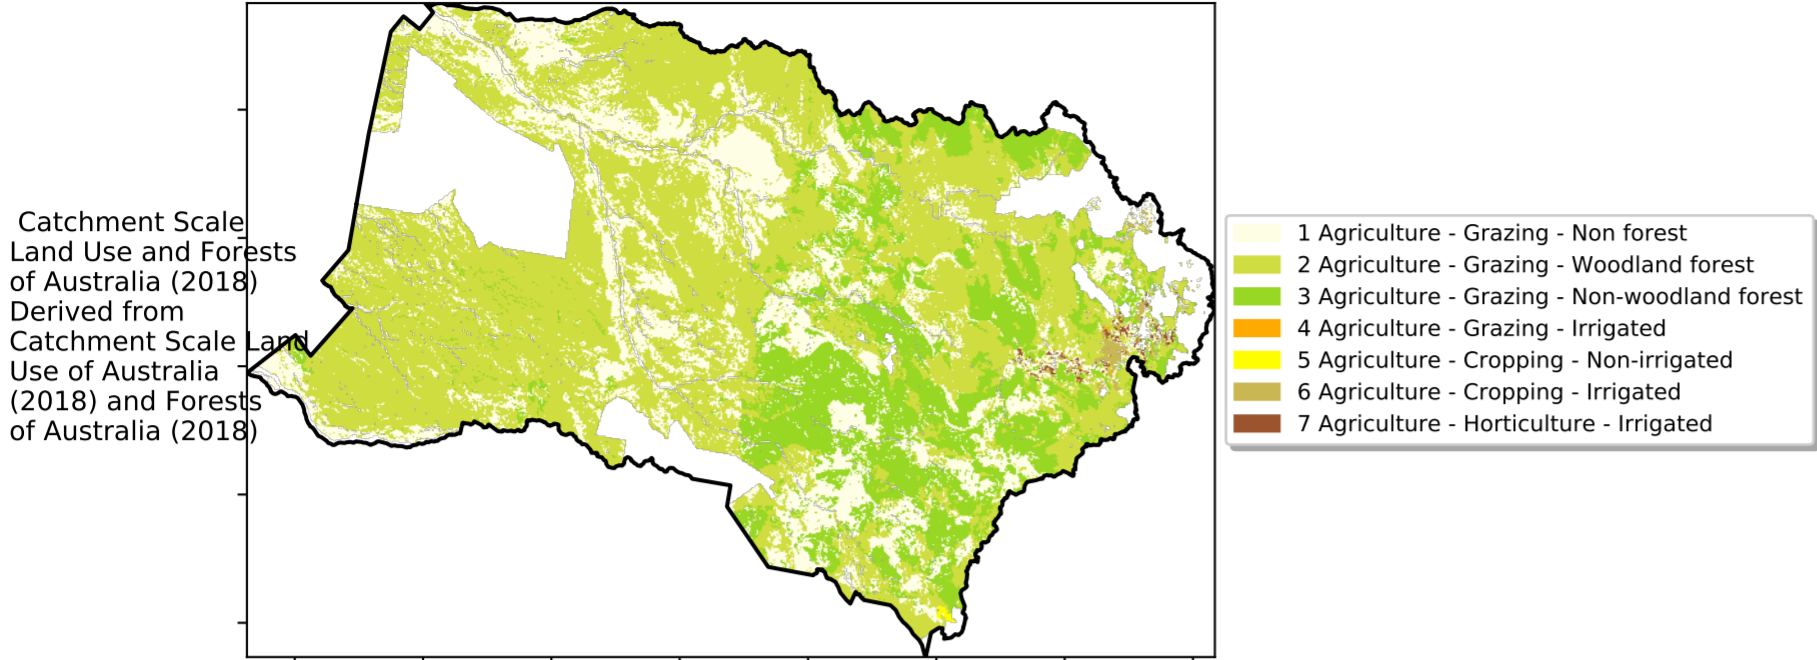 Catchment Scale
Land Use and Forests
of Australia (2018)
Derived from
Catchment Scale Land
Use of Australia
(2018) and Forests
of Australia (2018)
1 Agriculture - Grazing - Non forest
2 Agriculture - Grazing - Woodland forest
3 Agriculture - Grazing - Non-woodland forest
4 Agriculture - Grazing - Irrigated
5 Agriculture - Cropping - Non-irrigated
6 Agriculture - Cropping - Irrigated
7 Agriculture - Horticulture - Irrigated